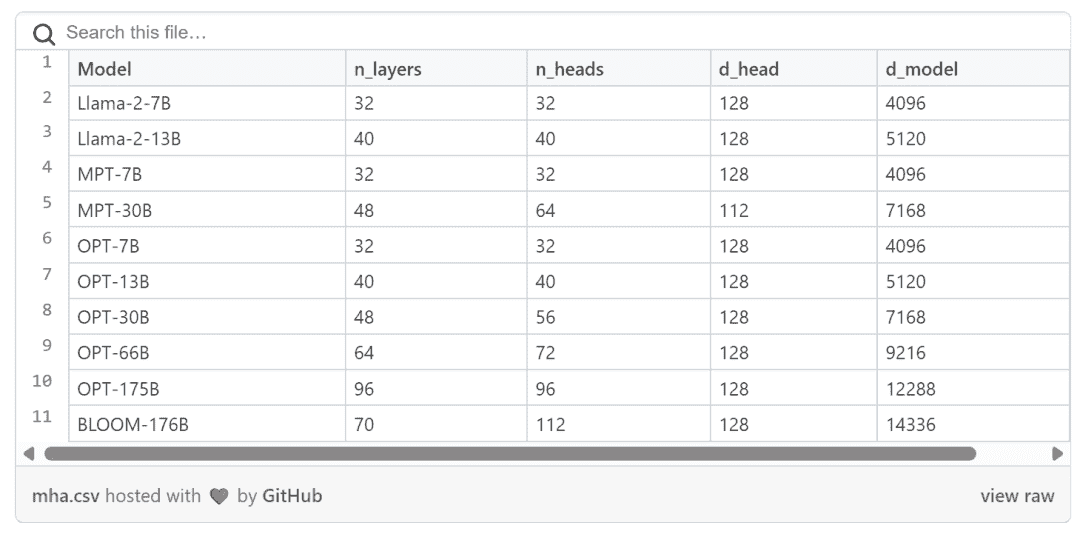 Search this file…
1 Model n_layers n_heads d_head d_model
2 Llama-2-7B 32 32 128 4096
3 Llama-2-13B 40 40 128 5120
4 MPT-7B 32 32 128 4096
5 MPT-30B 48 64 112 7168
6 OPT-7B 32 32 128 4096
7 OPT-13B 40 40 128 5120
8 OPT-30B 48 56 128 7168
9 OPT-66B 64 72 128 9216
10 OPT-175B 96 96 128 12288
11 BLOOM-176B 70 112 128 14336
mha.csv hosted with ❤ by GitHub view raw